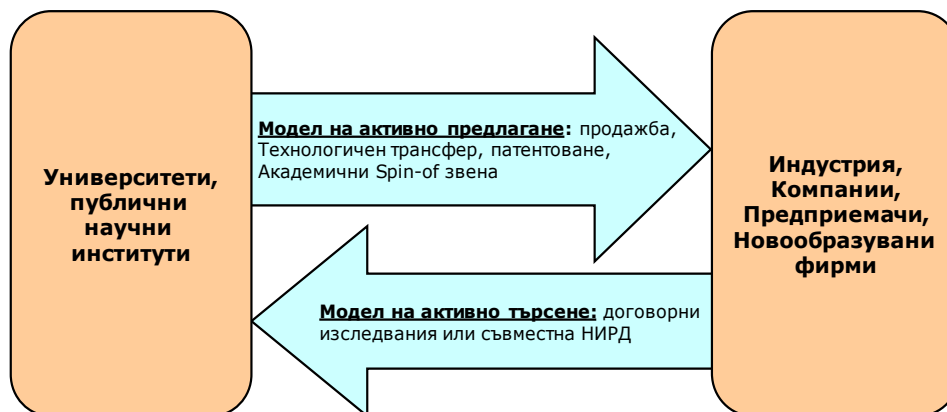 Университети,
публични
научни
институти
Модел на активно предлагане: продажба,
Технологичен трансфер, патентоване,
Академични Spin-of звена
Модел на активно търсене: договорни
изследвания или съвместна НИРД
Индустрия,
Компании,
Предприемачи,
Новообразувани
фирми